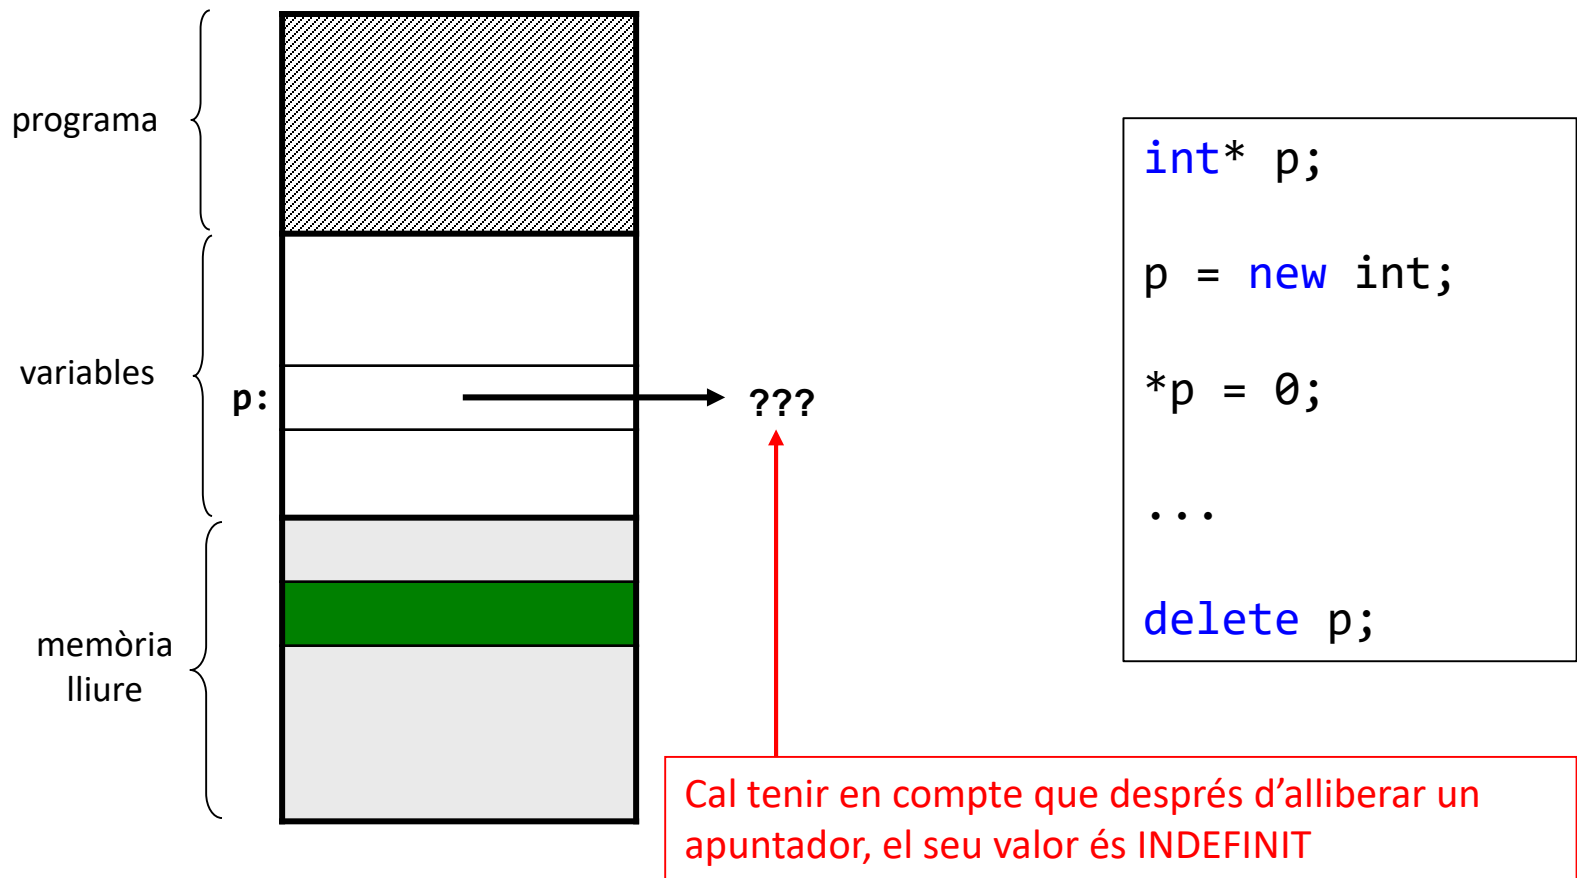 programa
variables
p:
???
memòria
lliure
int* p;
p = new int;
*p = 0;
...
delete p;
Cal tenir en compte que després d’alliberar un
apuntador, el seu valor és INDEFINIT